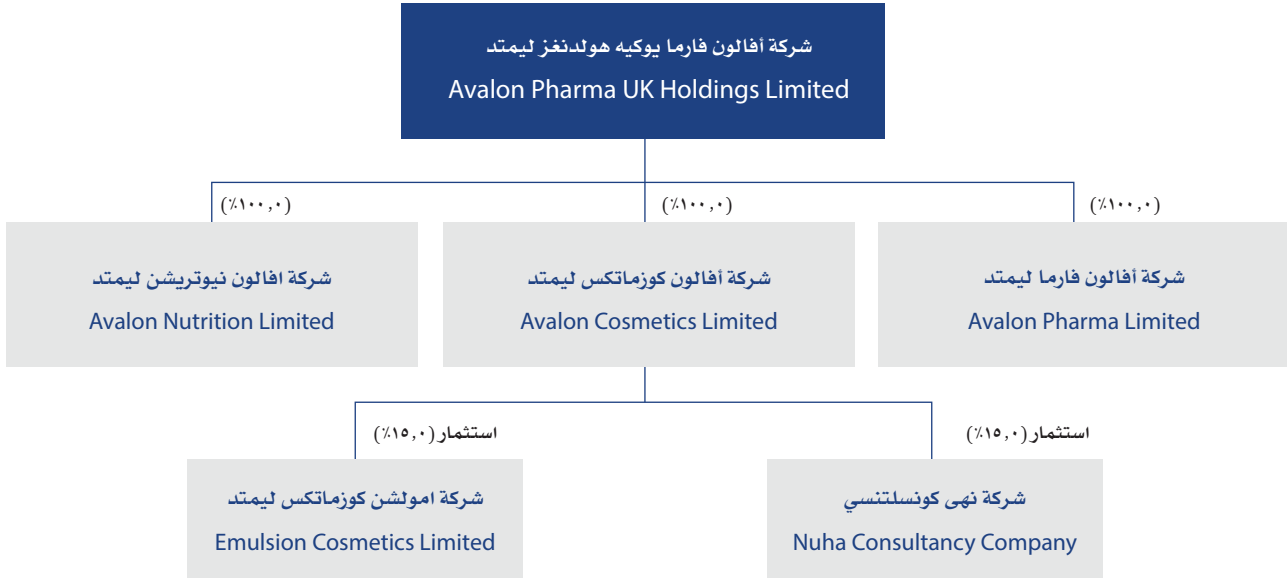 شركة أفالون فارما يوكيه هولدنغز ليمتد
Avalon Pharma UK Holdings Limited
(١٠٠,٠٪)
(١٠٠,٠٪)
(١٠٠,٠٪)
شركة أفالون فارما ليمتد
Avalon Pharma Limited
شركة أفالون كوزماتكس ليمتد
Avalon Cosmetics Limited
شركة افالون نيوتريشن ليمتد
Avalon Nutrition Limited
استثمار (١٥,٠٪)
استثمار (١٥,٠٪)
شركة نهى كونسلتنسي
Nuha Consultancy Company
شركة امولشن كوزماتكس ليمتد
Emulsion Cosmetics Limited